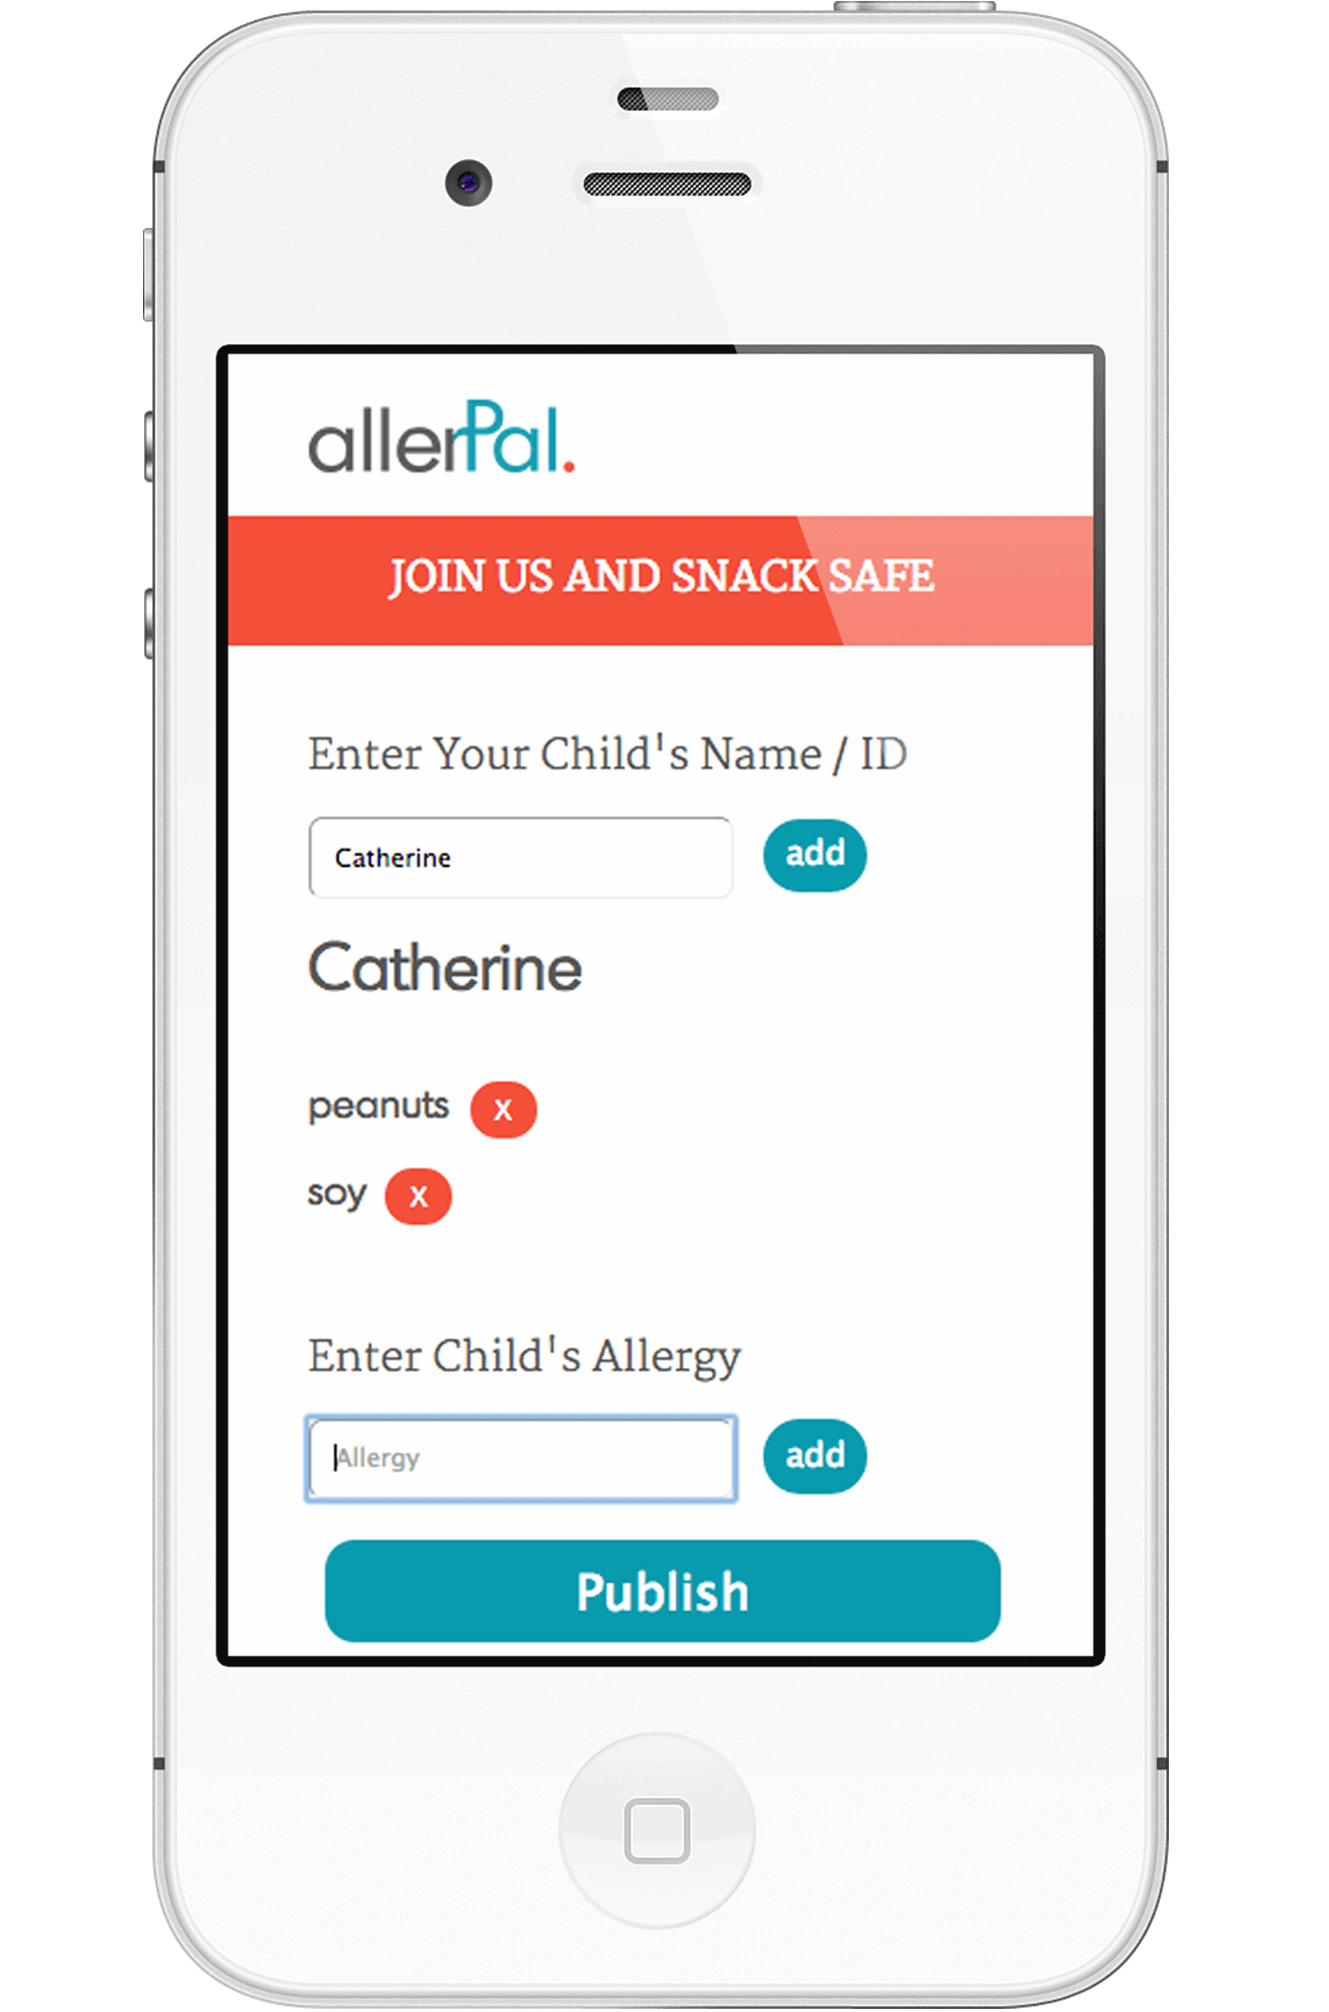 allerPal.
JOIN US AND SNACK SAFE
Enter Your Child's Name / ID
Catherine add
Catherine
peanuts X
soy X
Enter Child's Allergy
Allergy add
Publish